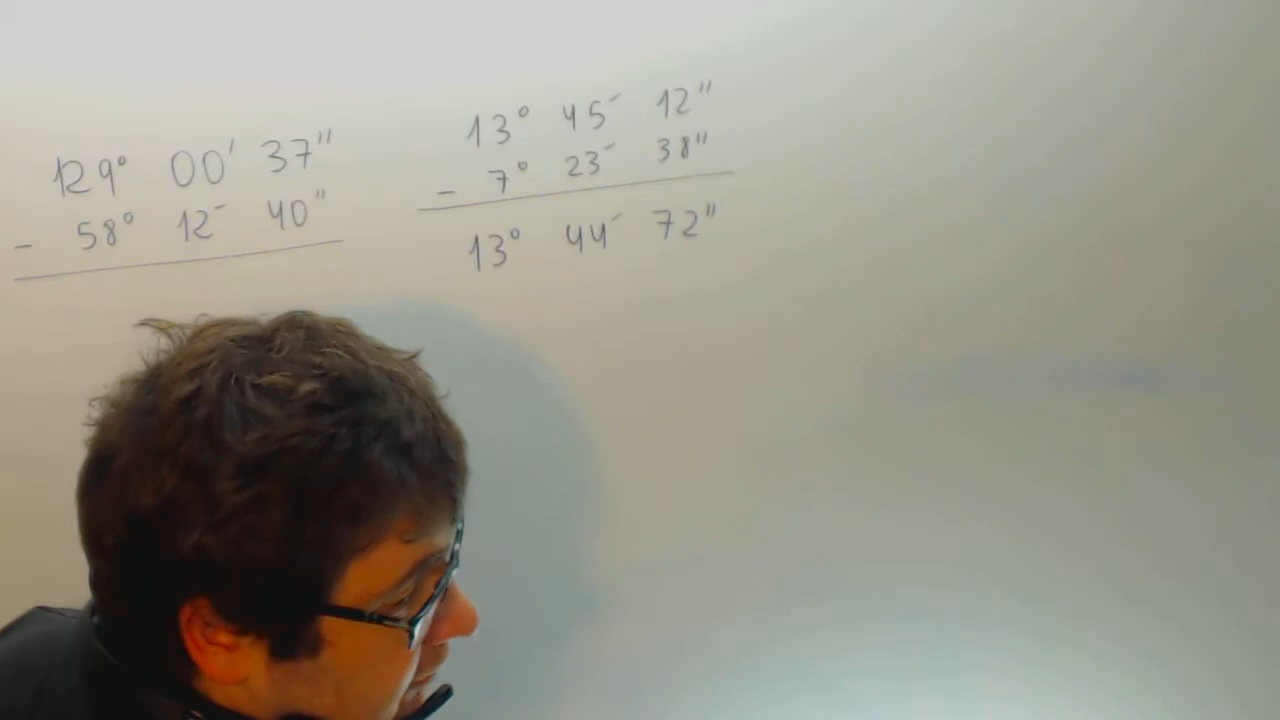 129° 00' 37"
- 58° 12' 40"
13° 45' 12"
- 7° 23' 38"
13° 44' 72"